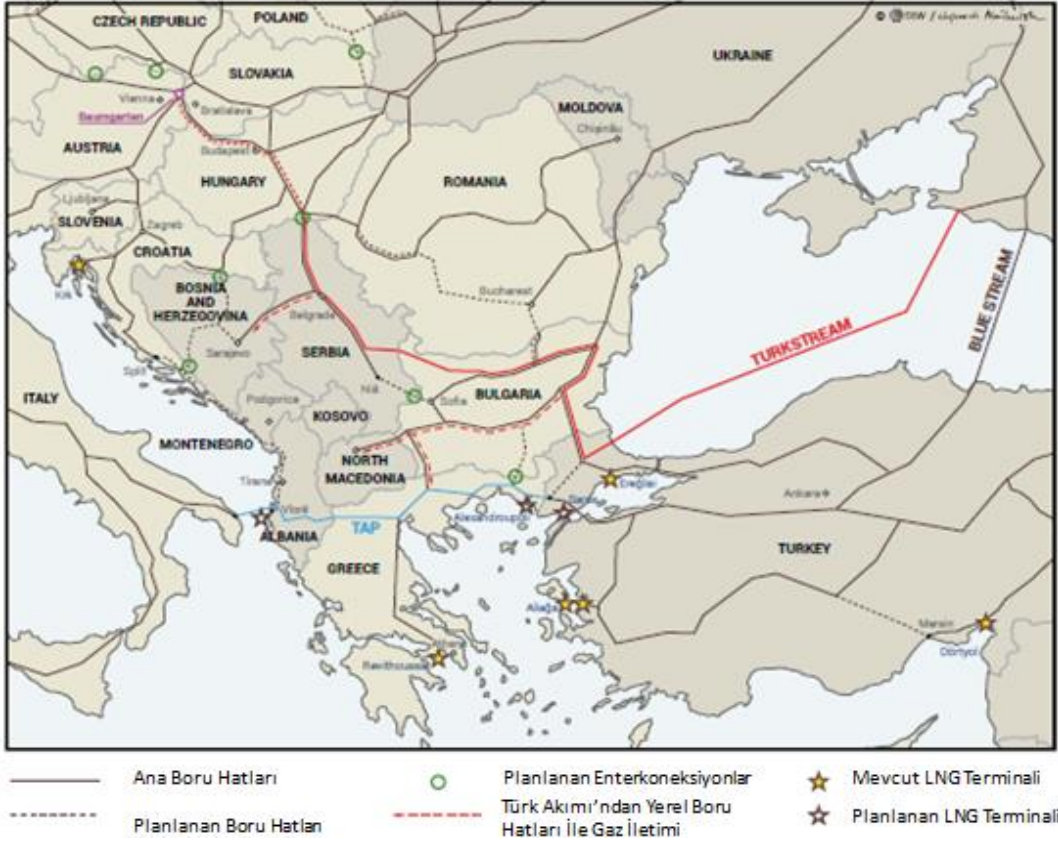 CZECH REPUBLIC
POLAND
UKRAINE
SLOVAKIA
Vienna
Bratislava
Baumgarten
MOLDOVA
Chişinău
AUSTRIA
Budapest
HUNGARY
ROMANIA
Ljubljana
SLOVENIA
Zagreb
CROATIA
BOSNIA
AND
HERZEGOVINA
Krk
Bucharest
Belgrade
Sarajevo
SERBIA
TURKSTREAM
BLUE STREAM
Split
Niš
ITALY
Sofia
BULGARIA
Podgorica
KOSOVO
MONTENEGRO
NORTH
MACEDONIA
Tirana
Ereğlisi
Ankara
Vlorë
Alexandroupoli
TAP
ALBANIA
TURKEY
GREECE
Aliağa
Mersin
Dörtyol
Athens
Revithoussa
Ana Boru Hatları
Planlanan Enterkoneksiyonlar
Mevcut LNG Terminali
Planlanan Boru Hatları
Türk Akımı’ndan Yerel Boru
Hatları İle Gaz İletimi
Planlanan LNG Terminali